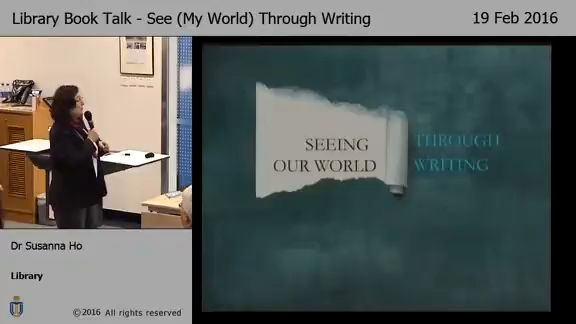 Library Book Talk - See (My World) Through Writing
19 Feb 2016
SEEING
OUR WORLD
THROUGH
WRITING
Dr Susanna Ho
Library
©2016 All rights reserved